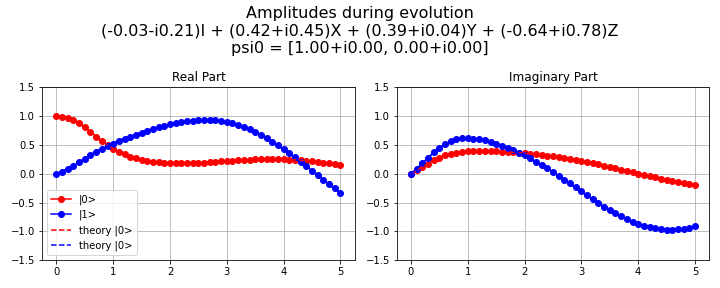 Amplitudes during evolution
(-0.03-i0.21)I + (0.42+i0.45)X + (0.39+i0.04)Y + (-0.64+i0.78)Z
psi0 = [1.00+i0.00, 0.00+i0.00]
Real Part
1.5
1.0
0.5
0.0
−0.5
−1.0
−1.5
0 1 2 3 4 5
|0>
|1>
theory |0>
theory |0>
Imaginary Part
1.5
1.0
0.5
0.0
−0.5
−1.0
−1.5
0 1 2 3 4 5